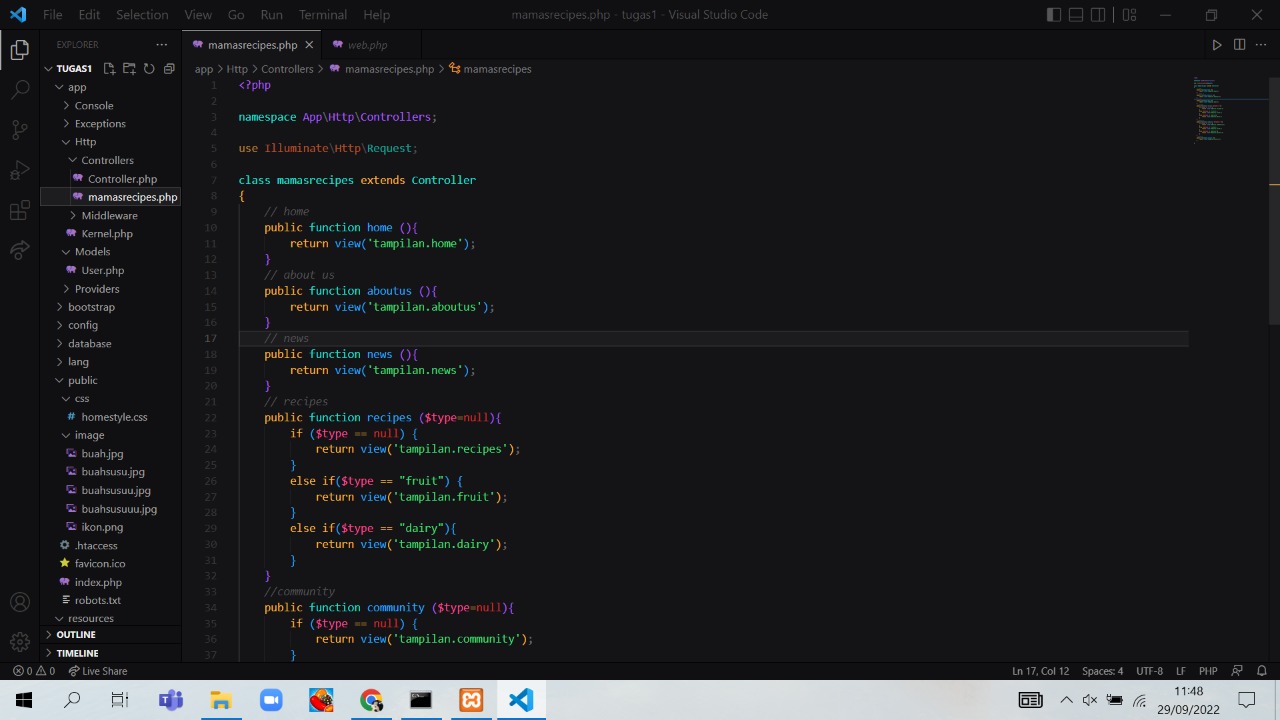 File Edit Selection View Go Run Terminal Help
mamasrecipes.php - tugas1 - Visual Studio Code
EXPLORER
TUGAS1
app
Console
Exceptions
Http
Controllers
Controller.php
mamasrecipes.php
Middleware
Kernel.php
Models
User.php
Providers
bootstrap
config
database
lang
public
css
homestyle.css
image
buah.jpg
buahsusu.jpg
buahsusuu.jpg
buahsusuuu.jpg
ikon.png
.htaccess
favicon.ico
index.php
robots.txt
resources
OUTLINE
TIMELINE
mamasrecipes.php web.php
app > Http > Controllers > mamasrecipes.php > mamasrecipes
1 <?php
2
3 namespace App\Http\Controllers;
4
5 use Illuminate\Http\Request;
6
7 class mamasrecipes extends Controller
8 {
9 // home
10 public function home (){
11 return view('tampilan.home');
12 }
13 // about us
14 public function aboutus (){
15 return view('tampilan.aboutus');
16 }
17 // news
18 public function news (){
19 return view('tampilan.news');
20 }
21 // recipes
22 public function recipes ($type=null){
23 if ($type == null) {
24 return view('tampilan.recipes');
25 }
26 else if($type == "fruit") {
27 return view('tampilan.fruit');
28 }
29 else if($type == "dairy"){
30 return view('tampilan.dairy');
31 }
32 }
33 //community
34 public function community ($type=null){
35 if ($type == null) {
36 return view('tampilan.community');
37 }
0 0 Live Share
Ln 17, Col 12 Spaces: 4 UTF-8 LF PHP
11:48
29/09/2022